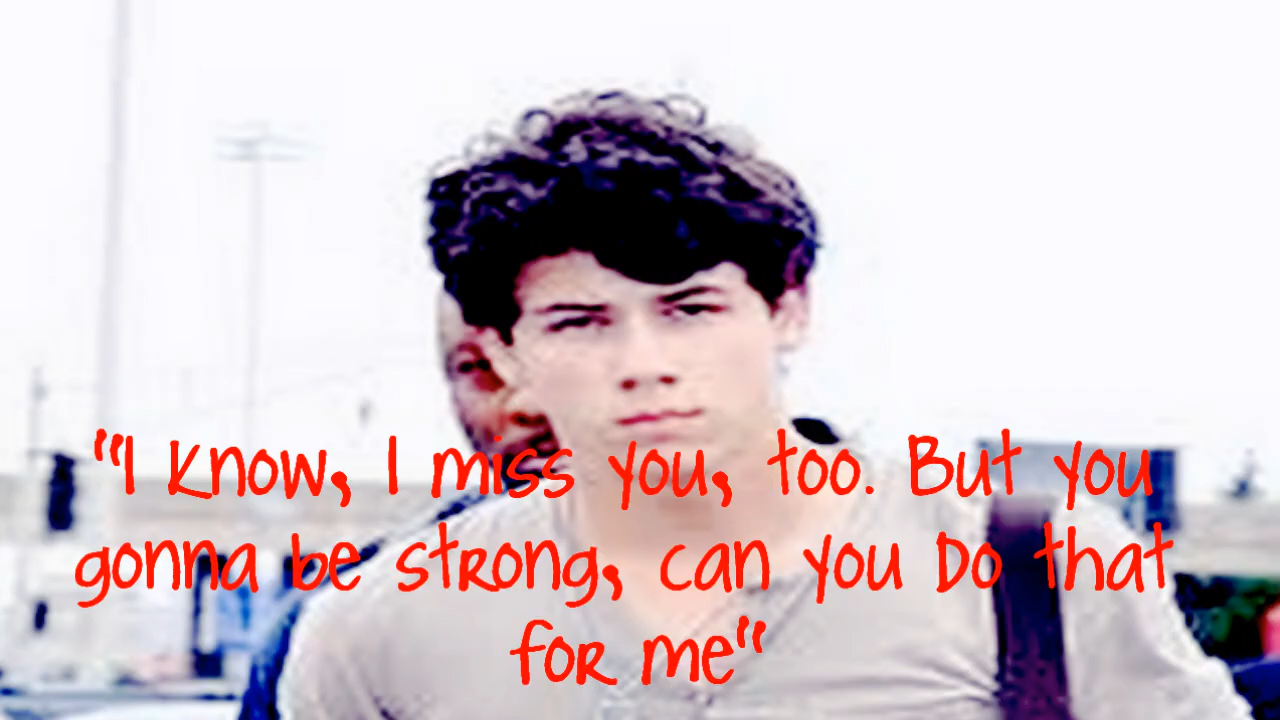 "I know, I miss you, too. But you
gonna be strong, can you Do that
for me"